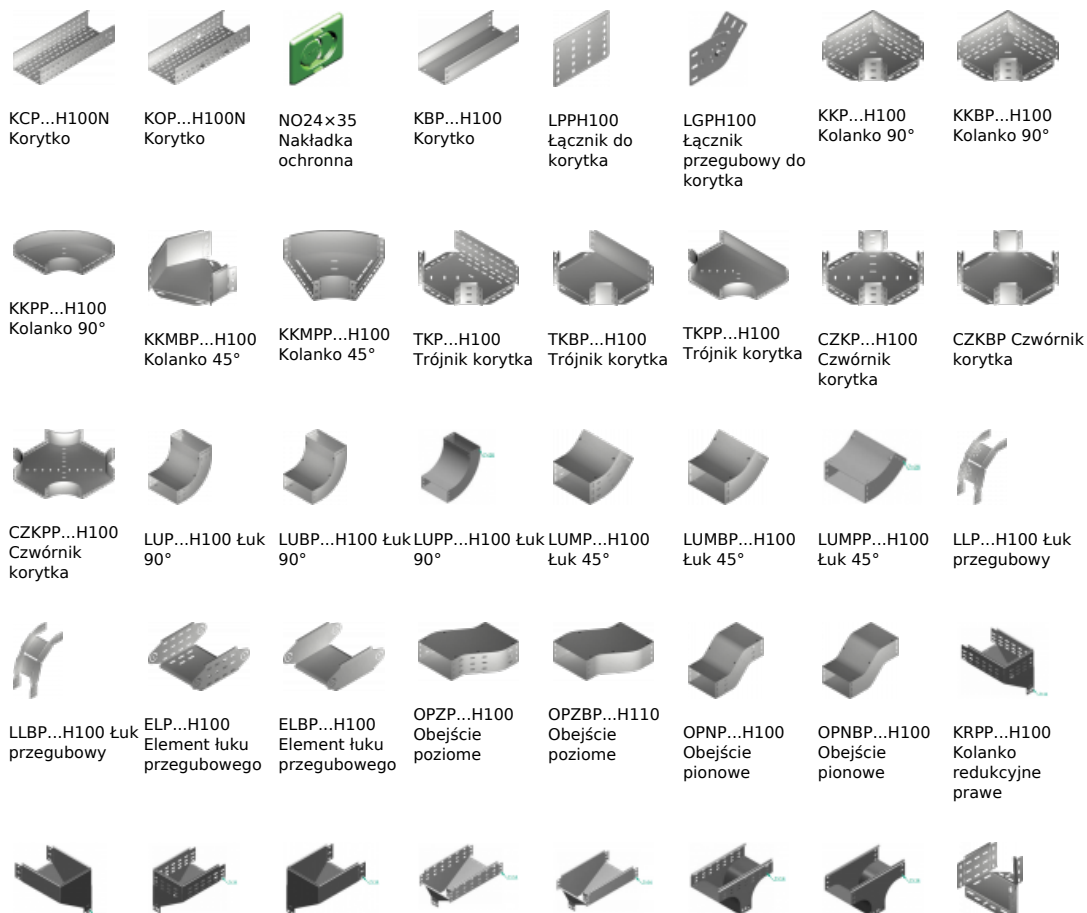 KCP...H100N
Korytko
KOP...H100N
Korytko
NO24×35
Nakładka
ochronna
KBP...H100
Korytko
LPPH100
Łącznik do
korytka
LGPH100
Łącznik
przegubowy do
korytka
KKP...H100
Kolanko 90°
KKBP...H100
Kolanko 90°
KKPP...H100
Kolanko 90°
KKMBP...H100
Kolanko 45°
KKMPP...H100
Kolanko 45°
TKP...H100
Trójnik korytka
TKBP...H100
Trójnik korytka
TKPP...H100
Trójnik korytka
CZKP...H100
Czwórnik
korytka
CZKBP Czwórnik
korytka
CZKPP...H100
Czwórnik
korytka
LUP...H100 Łuk
90°
LUBP...H100 Łuk
90°
LUPP...H100 Łuk
90°
LUMP...H100
Łuk 45°
LUMBP...H100
Łuk 45°
LUMPP...H100
Łuk 45°
LLP...H100 Łuk
przegubowy
LLBP...H100 Łuk
przegubowy
ELP...H100
Element łuku
przegubowego
ELBP...H100
Element łuku
przegubowego
OPZP...H100
Obejście
poziome
OPZBP...H110
Obejście
poziome
OPNP...H100
Obejście
pionowe
OPNBP...H100
Obejście
pionowe
KRPP...H100
Kolanko
redukcyjne
prawe